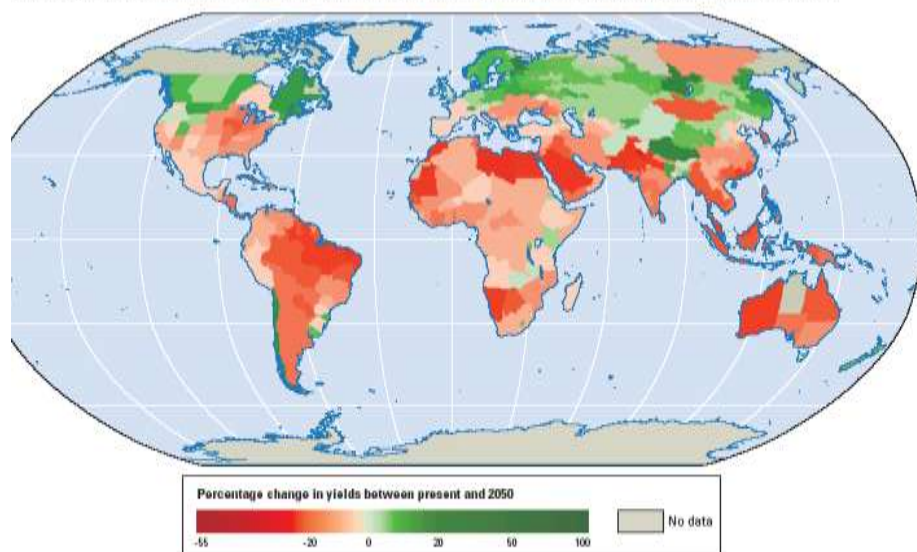 Percentage change in yields between present and 2050
No data
-55 -20 0 20 50 100